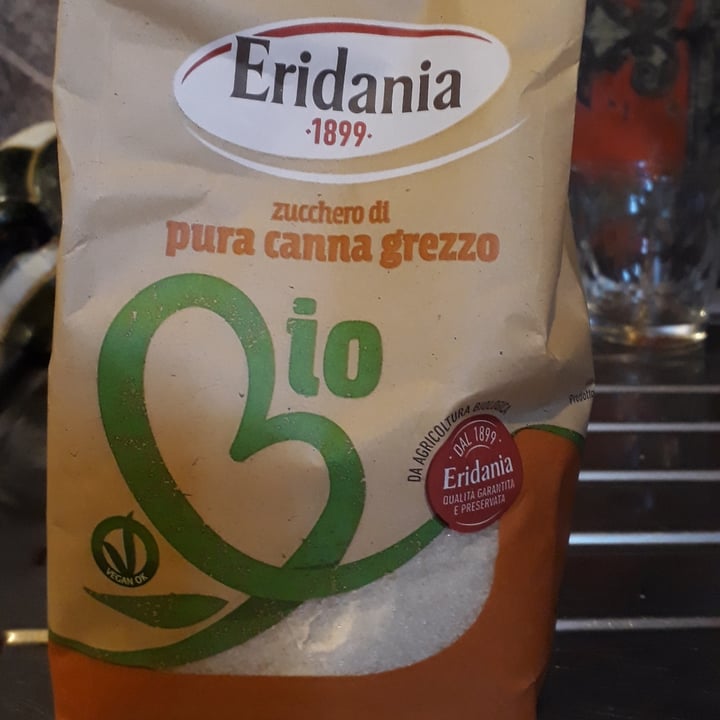 Eridania
·1899·
zucchero di
pura canna grezzo
Bio
DA AGRICOLTURA BIOLOGICA
·DAL 1899·
Eridania
QUALITÀ GARANTITA
E PRESERVATA
VEGAN OK
Prodotto